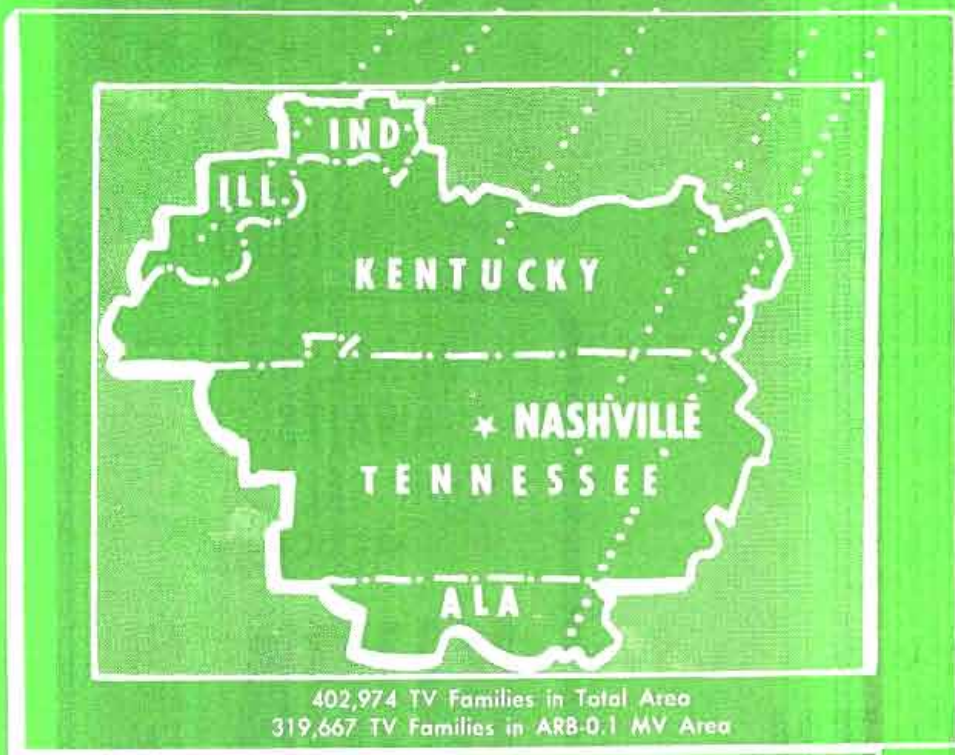 IND
ILL.
KENTUCKY
★ NASHVILLE
TENNESSEE
ALA
402,974 TV Families in Total Area
319,667 TV Families in ARB-0.1 MV Area